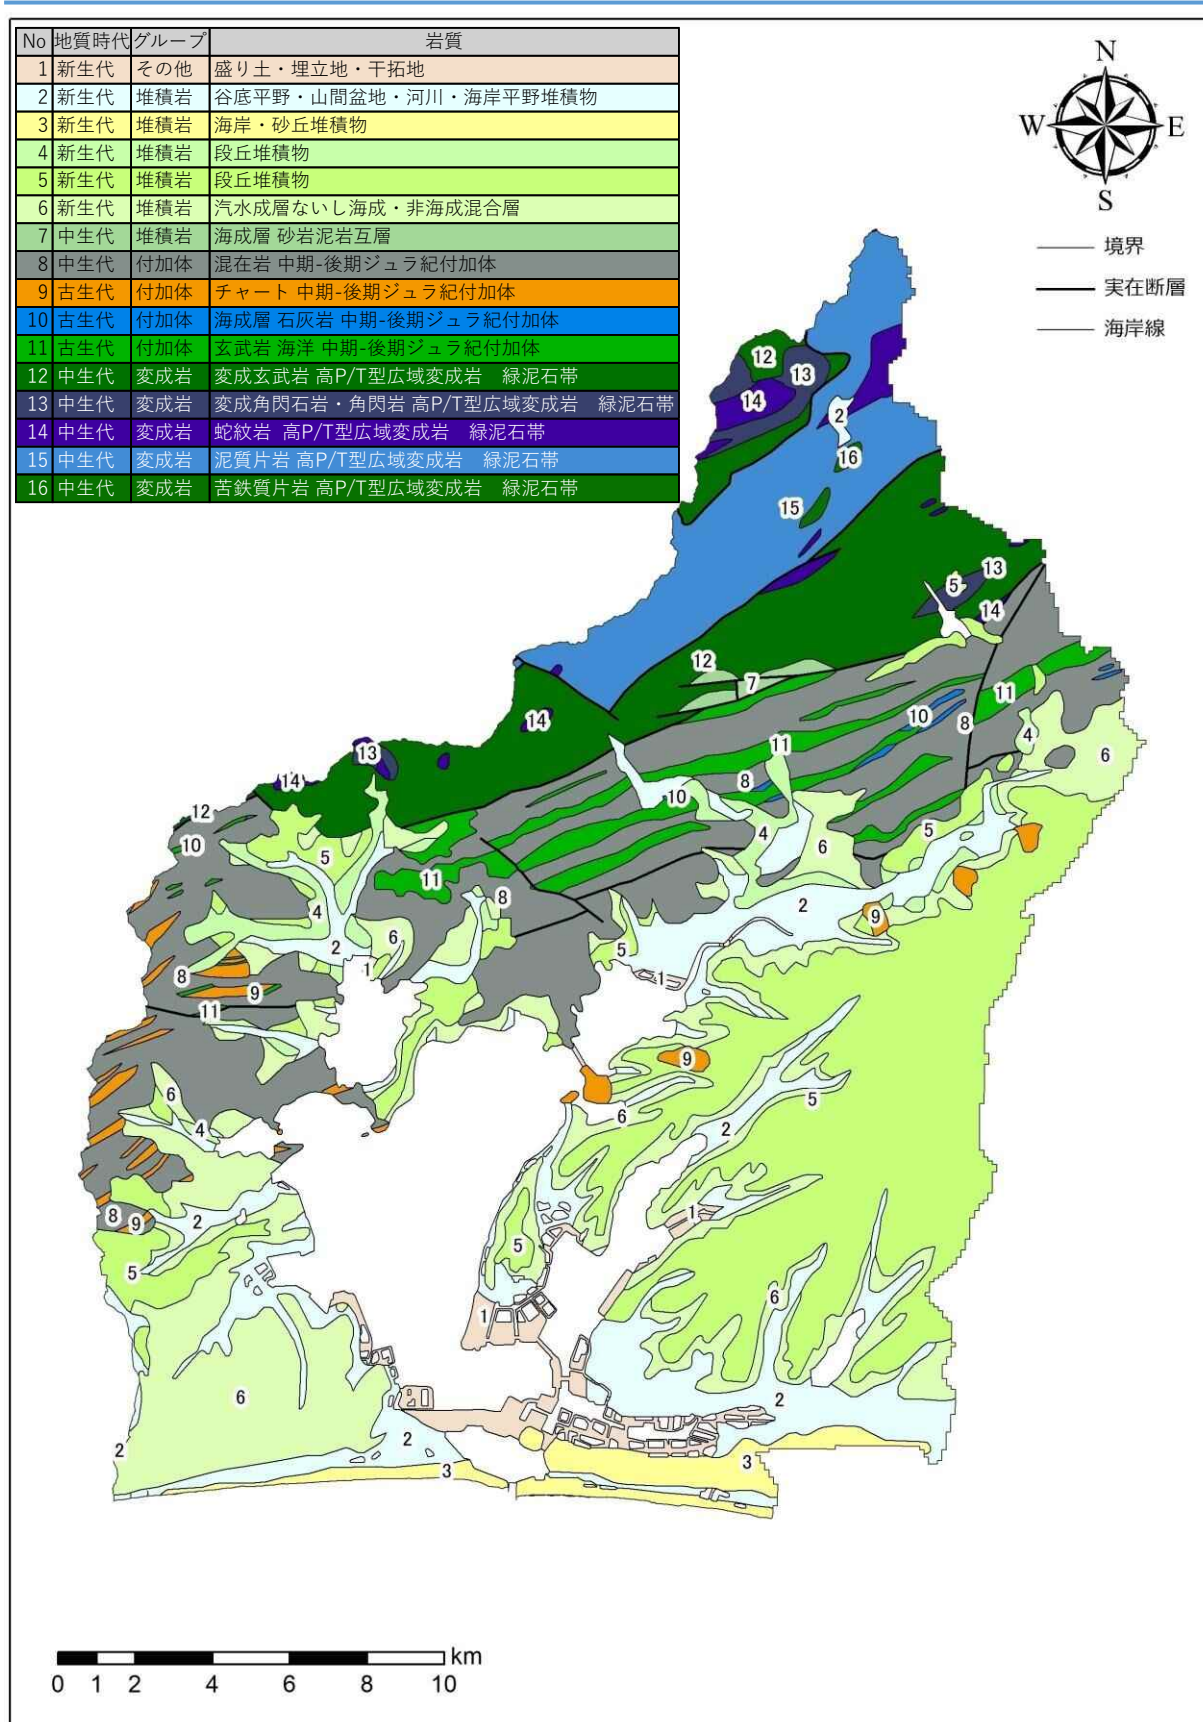 No 地質時代 グループ 岩質
1 新生代 その他 盛り土・埋立地・干拓地
2 新生代 堆積岩 谷底平野・山間盆地・河川・海岸平野堆積物
3 新生代 堆積岩 海岸・砂丘堆積物
4 新生代 堆積岩 段丘堆積物
5 新生代 堆積岩 段丘堆積物
6 新生代 堆積岩 汽水成層ないし海成・非海成混合層
7 中生代 堆積岩 海成層 砂岩泥岩互層
8 中生代 付加体 混在岩 中期-後期ジュラ紀付加体
9 古生代 付加体 チャート 中期-後期ジュラ紀付加体
10 古生代 付加体 海成層 石灰岩 中期-後期ジュラ紀付加体
11 古生代 付加体 玄武岩 海洋 中期-後期ジュラ紀付加体
12 中生代 変成岩 変成玄武岩 高P/T型広域変成岩 緑泥石帯
13 中生代 変成岩 変成角閃石岩・角閃岩 高P/T型広域変成岩 緑泥石帯
14 中生代 変成岩 蛇紋岩 高P/T型広域変成岩 緑泥石帯
15 中生代 変成岩 泥質片岩 高P/T型広域変成岩 緑泥石帯
16 中生代 変成岩 苦鉄質片岩 高P/T型広域変成岩 緑泥石帯
N
W E
S
境界
実在断層
海岸線
12
13
14
2
16
15
13
5
14
12
7
11
10
8
14
4
11
13
6
14
8
10
12
5
4
6
10
5
11
8
4
2
9
2
6
5
8
1
1
9
11
9
6
5
6
4
2
8
2
1
9
5
5
6
1
6
2
2
2
3
3
km
0 1 2 4 6 8 10